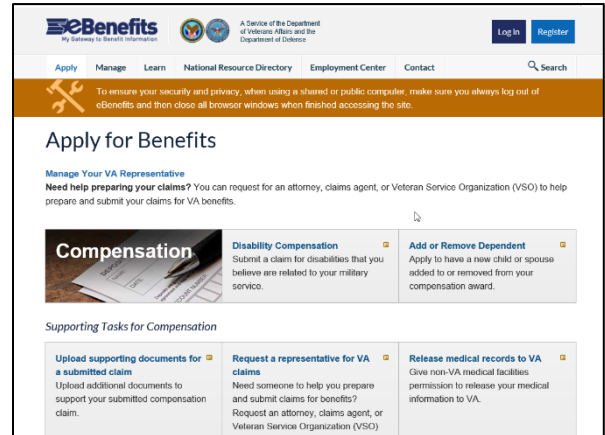 eBenefits
My Gateway to Benefit Information
A Service of the Department
of Veterans Affairs and the
Department of Defense
Log In Register
Apply Manage Learn National Resource Directory Employment Center Contact Search
To ensure your security and privacy, when using a shared or public computer, make sure you always log out of
eBenefits and then close all browser windows when finished accessing the site.
Apply for Benefits
Manage Your VA Representative
Need help preparing your claims? You can request for an attorney, claims agent, or Veteran Service Organization (VSO) to help
prepare and submit your claims for VA benefits.
Compensation
Disability Compensation
Submit a claim for disabilities that you
believe are related to your military
service.
Add or Remove Dependent
Apply to have a new child or spouse
added to or removed from your
compensation award.
Supporting Tasks for Compensation
Upload supporting documents for
a submitted claim
Upload additional documents to
support your submitted compensation
claim.
Request a representative for VA
claims
Need someone to help you prepare
and submit claims for benefits?
Request an attorney, claims agent, or
Veteran Service Organization (VSO)
Release medical records to VA
Give non-VA medical facilities
permission to release your medical
information to VA.